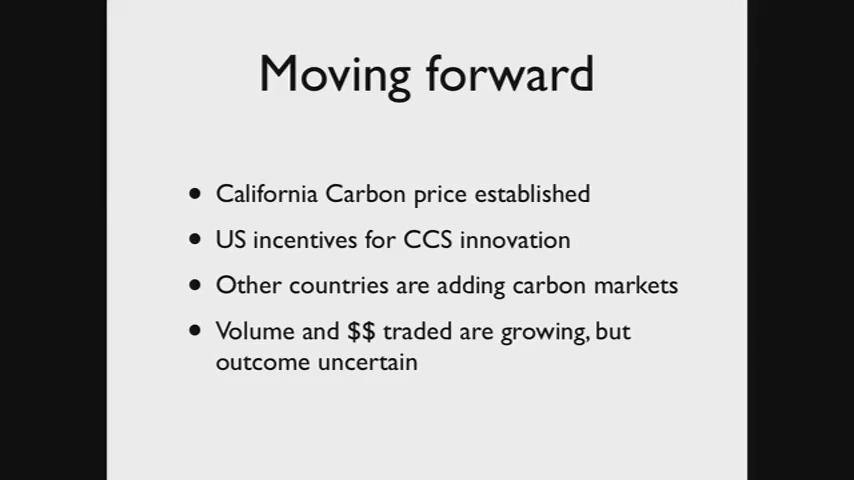 Moving forward
• California Carbon price established
• US incentives for CCS innovation
• Other countries are adding carbon markets
• Volume and $$ traded are growing, but
outcome uncertain